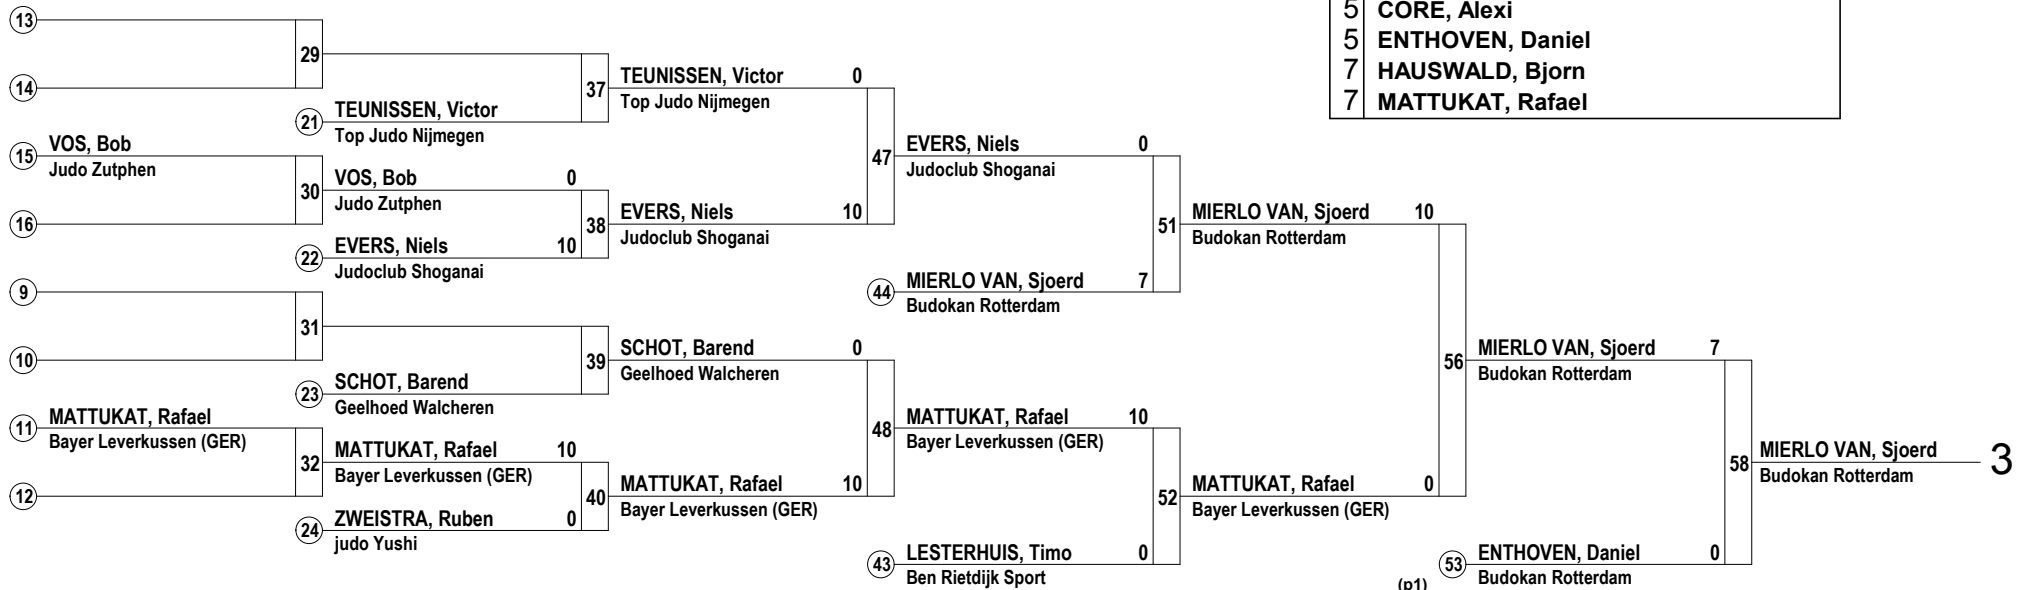 5 CORE, Alexi
5 ENTHOVEN, Daniel
7 HAUSWALD, Bjorn
7 MATTUKAT, Rafael
13
29
14
21 TEUNISSEN, Victor
Top Judo Nijmegen
37
TEUNISSEN, Victor 0
Top Judo Nijmegen
15 VOS, Bob
Judo Zutphen
30
16
VOS, Bob 0
Judo Zutphen
38
22 EVERS, Niels 10
Judoclub Shoganai
EVERS, Niels 10
Judoclub Shoganai
47
EVERS, Niels 0
Judoclub Shoganai
51
44 MIERLO VAN, Sjoerd 7
Budokan Rotterdam
MIERLO VAN, Sjoerd 10
Budokan Rotterdam
9
31
10
23 SCHOT, Barend
Geelhoed Walcheren
39
SCHOT, Barend 0
Geelhoed Walcheren
11 MATTUKAT, Rafael
Bayer Leverkussen (GER)
32
12
MATTUKAT, Rafael 10
Bayer Leverkussen (GER)
40
24 ZWEISTRA, Ruben 0
judo Yushi
MATTUKAT, Rafael 10
Bayer Leverkussen (GER)
48
MATTUKAT, Rafael 10
Bayer Leverkussen (GER)
52
43 LESTERHUIS, Timo 0
Ben Rietdijk Sport
MATTUKAT, Rafael 0
Bayer Leverkussen (GER)
56
MIERLO VAN, Sjoerd 7
Budokan Rotterdam
58
53 ENTHOVEN, Daniel 0
Budokan Rotterdam
MIERLO VAN, Sjoerd 3
Budokan Rotterdam
(p1)